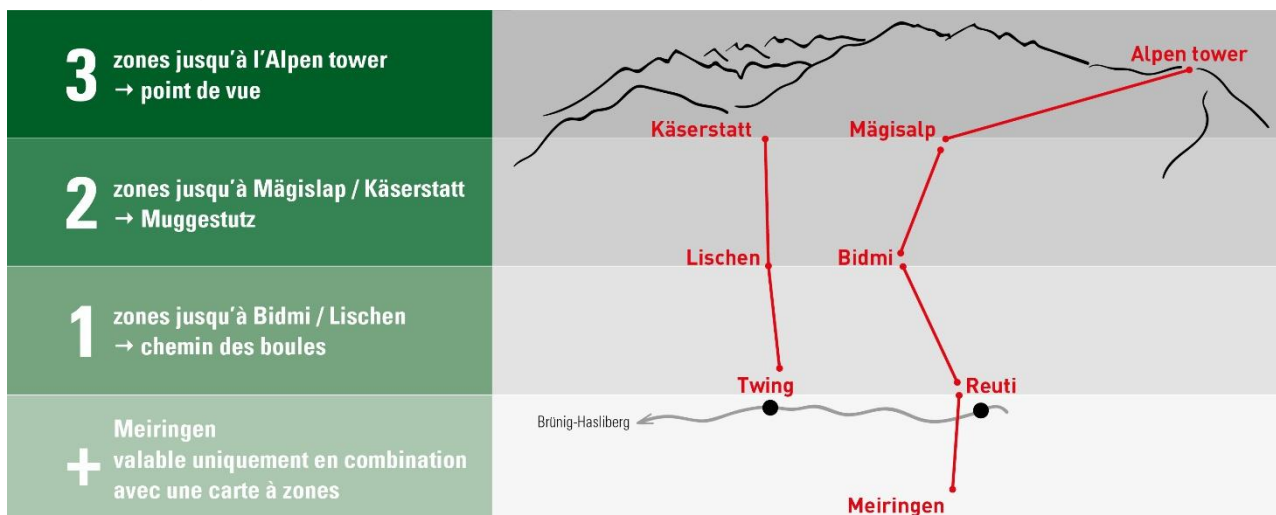 3
zones jusqu'à l'Alpen tower
→ point de vue
2
zones jusqu'à Mägislap / Käserstatt
→ Muggestutz
1
zones jusqu'à Bidmi / Lischen
→ chemin des boules
+
Meiringen
valable uniquement en combination
avec une carte à zones
Alpen tower
Käserstatt
Mägisalp
Lischen
Bidmi
Twing
Reuti
Brünig-Hasliberg
Meiringen